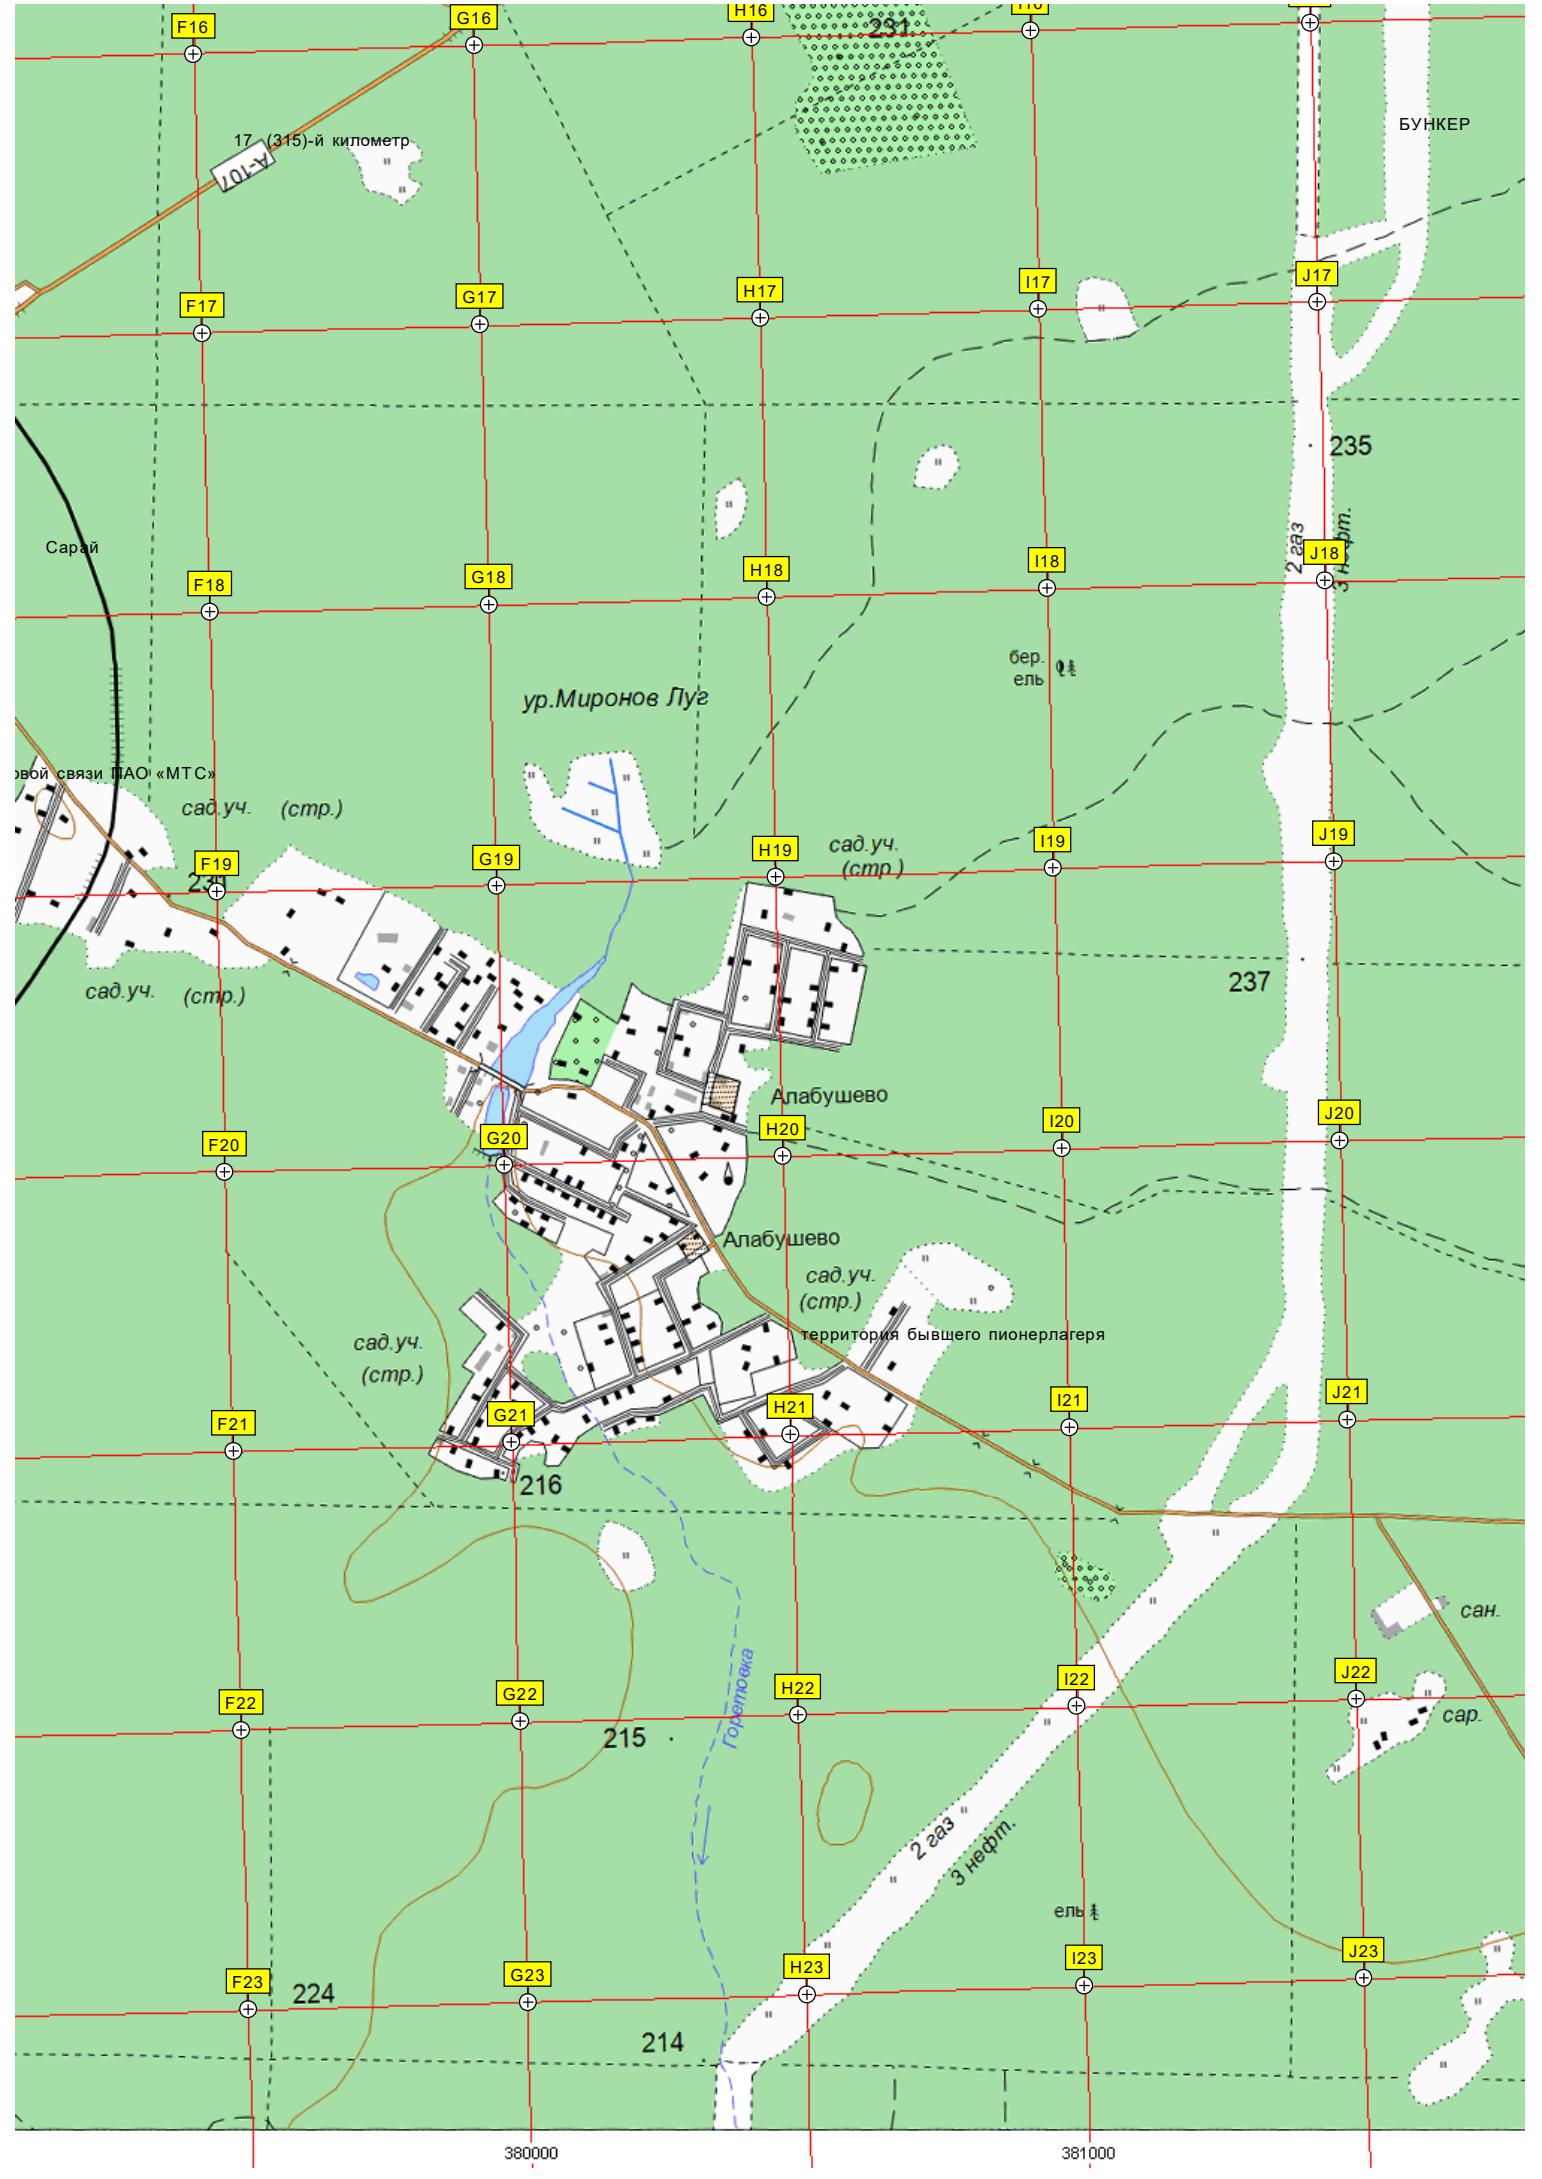 F16
G16
H16
231
17 (315)-й километр
А-107
БУНКЕР
F17
G17
H17
I17
J17
235
Сарай
2 газ
3 нефт.
F18
G18
H18
I18
J18
бер.
ель
ур.Миронов Луг
овой связи ПАО «МТС»
сад.уч. (стр.)
F19
G19
H19
I19
J19
сад.уч.
(стр.)
сад.уч. (стр.)
237
Алабушево
F20
G20
H20
I20
J20
Алабушево
сад.уч.
(стр.)
территория бывшего пионерлагеря
сад.уч.
(стр.)
F21
G21
H21
I21
J21
216
сан.
F22
G22
H22
I22
J22
215
Горетовка
сар.
2 газ
3 нефт.
ель
F23
G23
H23
I23
J23
224
214
380000
381000